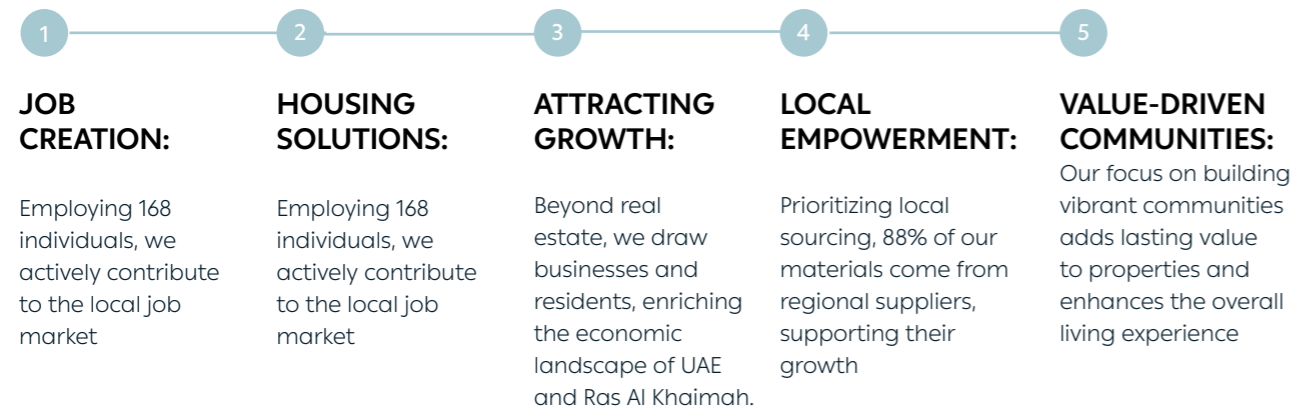 1
JOB
CREATION:
Employing 168
individuals, we
actively contribute
to the local job
market
2
HOUSING
SOLUTIONS:
Employing 168
individuals, we
actively contribute
to the local job
market
3
ATTRACTING
GROWTH:
Beyond real
estate, we draw
businesses and
residents, enriching
the economic
landscape of UAE
and Ras Al Khaimah.
4
LOCAL
EMPOWERMENT:
Prioritizing local
sourcing, 88% of our
materials come from
regional suppliers,
supporting their
growth
5
VALUE-DRIVEN
COMMUNITIES:
Our focus on building
vibrant communities
adds lasting value
to properties and
enhances the overall
living experience